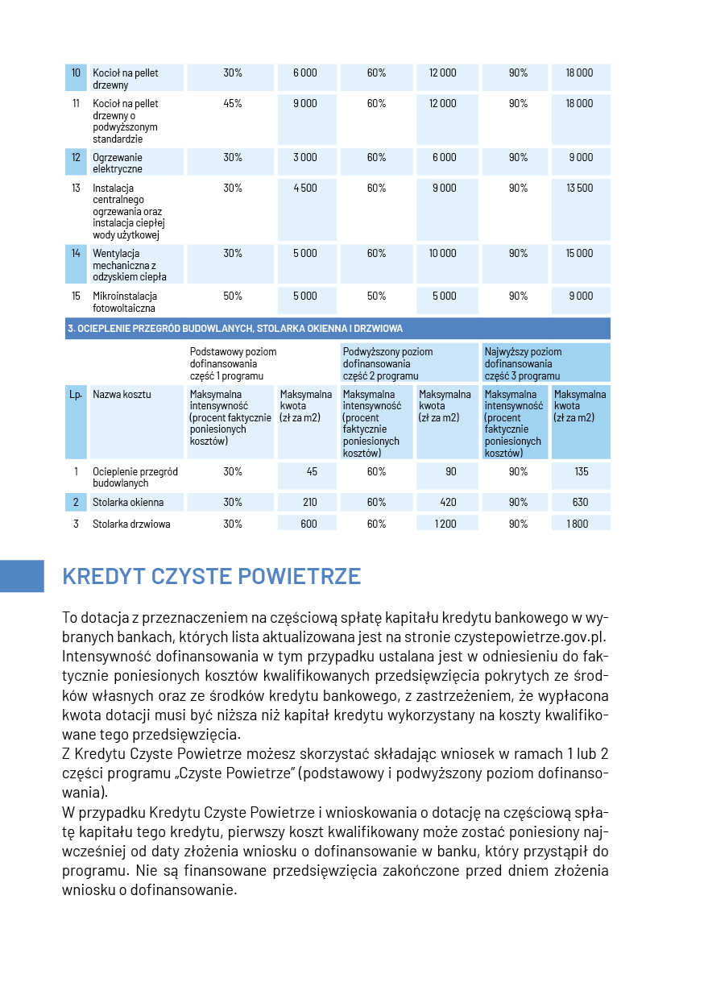 10 Kocioł na pellet 30% 6 000 60% 12 000 90% 18 000
drzewny
11 Kocioł na pellet 45% 9 000 60% 12 000 90% 18 000
drzewny o
podwyższonym
standardzie
12 Ogrzewanie 30% 3 000 60% 6 000 90% 9 000
elektryczne
13 Instalacja 30% 4 500 60% 9 000 90% 13 500
centralnego
ogrzewania oraz
instalacja ciepłej
wody użytkowej
14 Wentylacja 30% 5 000 60% 10 000 90% 15 000
mechaniczna z
odzyskiem ciepła
15 Mikroinstalacja 50% 5 000 50% 5 000 90% 9 000
fotowoltaiczna
3. OCIEPLENIE PRZEGRÓD BUDOWLANYCH, STOLARKA OKIENNA I DRZWIOWA
Podstawowy poziom Podwyższony poziom Najwyższy poziom
dofinansowania dofinansowania dofinansowania
część 1 programu część 2 programu część 3 programu
Lp. Nazwa kosztu Maksymalna Maksymalna Maksymalna Maksymalna Maksymalna Maksymalna
intensywność kwota intensywność kwota intensywność kwota
(procent faktycznie (zł za m2) (procent (zł za m2) (procent (zł za m2)
poniesionych faktycznie faktycznie
kosztów) poniesionych poniesionych
kosztów) kosztów)
1 Ocieplenie przegród 30% 45 60% 90 90% 135
budowlanych
2 Stolarka okienna 30% 210 60% 420 90% 630
3 Stolarka drzwiowa 30% 600 60% 1 200 90% 1 800
KREDYT CZYSTE POWIETRZE
To dotacja z przeznaczeniem na częściową spłatę kapitału kredytu bankowego w wy-
branych bankach, których lista aktualizowana jest na stronie czystepowietrze.gov.pl.
Intensywność dofinansowania w tym przypadku ustalana jest w odniesieniu do fak-
tycznie poniesionych kosztów kwalifikowanych przedsięwzięcia pokrytych ze środ-
ków własnych oraz ze środków kredytu bankowego, z zastrzeżeniem, że wypłacona
kwota dotacji musi być niższa niż kapitał kredytu wykorzystany na koszty kwalifiko-
wane tego przedsięwzięcia.
Z Kredytu Czyste Powietrze możesz skorzystać składając wniosek w ramach 1 lub 2
części programu „Czyste Powietrze” (podstawowy i podwyższony poziom dofinanso-
wania).
W przypadku Kredytu Czyste Powietrze i wnioskowania o dotację na częściową spła-
tę kapitału tego kredytu, pierwszy koszt kwalifikowany może zostać poniesiony naj-
wcześniej od daty złożenia wniosku o dofinansowanie w banku, który przystąpił do
programu. Nie są finansowane przedsięwzięcia zakończone przed dniem złożenia
wniosku o dofinansowanie.